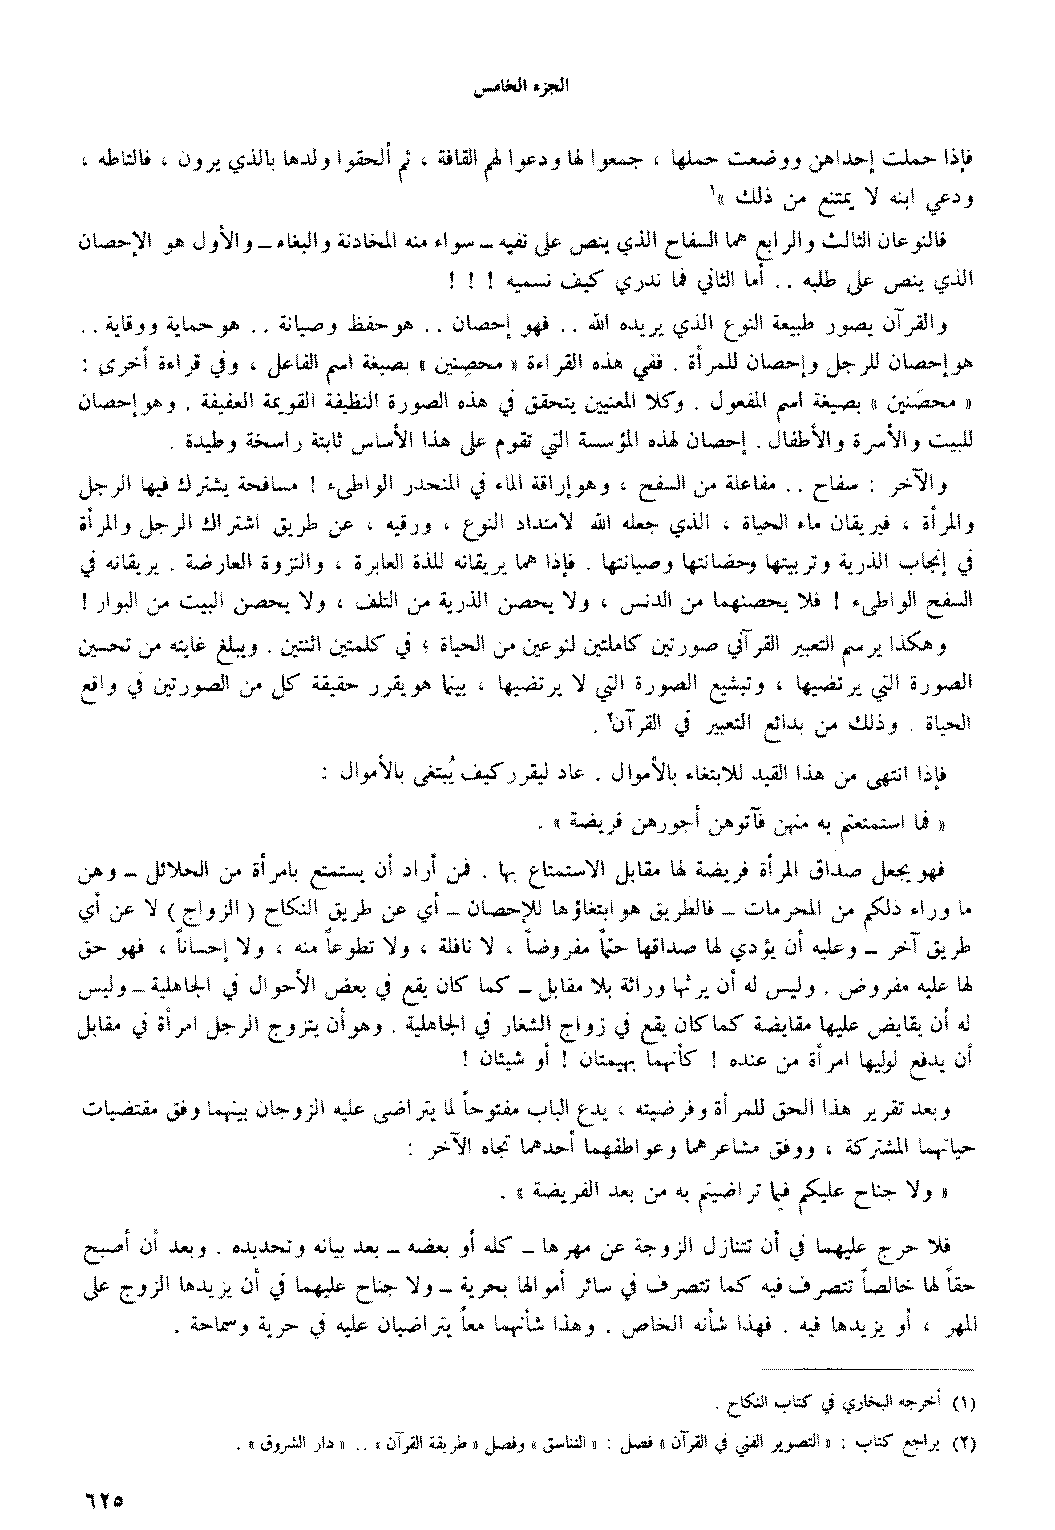 الجزء الخامس
فإذا حملت إحداهن ووضعت حملها ، جمعوا لها ودعوا لهم القافة ، ثم ألحقوا ولدها بالذي يرون ، فالتاطه ،
ودعي ابنه لا يمتنع من ذلك »١
فالنوعان الثالث والرابع هما السفاح الذي ينص على نفيه ــ سواء منه المخادنة والبغاء ــ والأول هو الإحصان
الذي ينص على طلبه .. أما الثاني فما ندري كيف نسميه ! ! !
والقرآن يصور طبيعة النوع الذي يريده الله .. فهو إحصان .. هو حفظ وصيانة .. هو حماية ووقاية ..
هو إحصان للرجل وإحصان للمرأة . ففي هذه القراءة « محصِنين » بصيغة اسم الفاعل ، وفي قراءة أخرى :
« محصَنين » بصيغة اسم المفعول . وكلا المعنيين يتحقق في هذه الصورة النظيفة القويمة العفيفة . وهو إحصان
للبيت والأسرة والأطفال . إحصان لهذه المؤسسة التي تقوم على هذا الأساس ثابتة راسخة وطيدة .
والآخر : سفاح .. مفاعلة من السفح ، وهو إراقة الماء في المنحدر الواطىء ! مسافحة يشترك فيها الرجل
والمرأة ، فيريقان ماء الحياة ، الذي جعله الله لامتداد النوع ، ورقيه ، عن طريق اشتراك الرجل والمرأة
في إنجاب الذرية وتربيتها وحضانتها وصيانتها . فإذا هما يريقانه للذة العابرة ، والنزوة العارضة . يريقانه في
السفح الواطىء ! فلا يحصنهما من الدنس ، ولا يحصن الذرية من التلف ، ولا يحصن البيت من البوار !
وهكذا يرسم التعبير القرآني صورتين كاملتين لنوعين من الحياة ؛ في كلمتين اثنتين . ويبلغ غايته من تحسين
الصورة التي يرتضيها ، وتبشيع الصورة التي لا يرتضيها ، بينما هو يقرر حقيقة كل من الصورتين في واقع
الحياة . وذلك من بدائع التعبير في القرآن٢ .
فإذا انتهى من هذا القيد للابتغاء بالأموال . عاد ليقرر كيف يُبتغى بالأموال :
« فما استمتعتم به منهن فآتوهن أجورهن فريضة » .
فهو يجعل صداق المرأة فريضة لها مقابل الاستمتاع بها . فمن أراد أن يستمتع بامرأة من الحلائل ــ وهن
ما وراء ذلكم من المحرمات ــ فالطريق هو ابتغاؤها للإحصان ــ أي عن طريق النكاح ( الزواج ) لا عن أي
طريق آخر ــ وعليه أن يؤدي لها صداقها حتماً مفروضاً ، لا نافلة ، ولا تطوعاً منه ، ولا إحساناً ، فهو حق
لها عليه مفروض . وليس له أن يرثها وراثة بلا مقابل ــ كما كان يقع في بعض الأحوال في الجاهلية ــ وليس
له أن يقايض عليها مقايضة كما كان يقع في زواج الشغار في الجاهلية . وهو أن يتزوج الرجل امرأة في مقابل
أن يدفع لوليها امرأة من عنده ! كأنهما بهيمتان ! أو شيئان !
وبعد تقرير هذا الحق للمرأة وفرضيته ، يدع الباب مفتوحاً لما يتراضى عليه الزوجان بينهما وفق مقتضيات
حياتهما المشتركة ، ووفق مشاعرهما وعواطفهما أحدهما تجاه الآخر :
« ولا جناح عليكم فيما تراضيتم به من بعد الفريضة » .
فلا حرج عليهما في أن تتنازل الزوجة عن مهرها ــ كله أو بعضه ــ بعد بيانه وتحديده . وبعد أن أصبح
حقاً لها خالصاً تتصرف فيه كما تتصرف في سائر أموالها بحرية ــ ولا جناح عليهما في أن يزيدها الزوج على
المهر ، أو يزيدها فيه . فهذا شأنه الخاص . وهذا شأنهما معاً يتراضيان عليه في حرية وسماحة .
(١) أخرجه البخاري في كتاب النكاح .
(٢) يراجع كتاب : « التصوير الفني في القرآن » فصل : « التناسق » وفصل « طريقة القرآن » .. « دار الشروق » .
٦٢٥